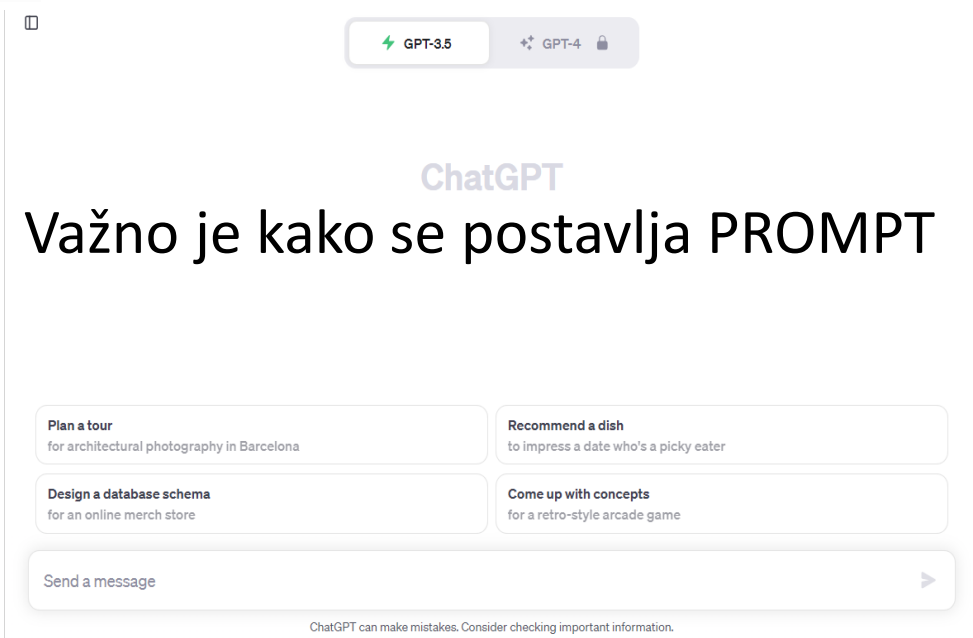 GPT-3.5 GPT-4
ChatGPT
Važno je kako se postavlja PROMPT
Plan a tour
for architectural photography in Barcelona
Recommend a dish
to impress a date who's a picky eater
Design a database schema
for an online merch store
Come up with concepts
for a retro-style arcade game
Send a message
ChatGPT can make mistakes. Consider checking important information.